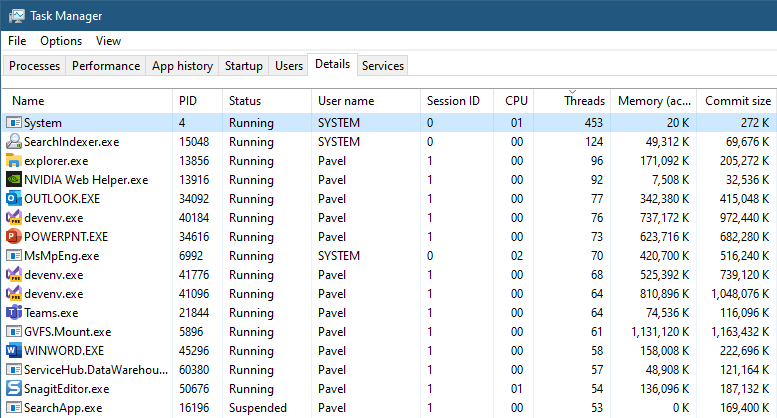 Task Manager
File Options View
Processes Performance App history Startup Users Details Services
Name PID Status User name Session ID CPU Threads Memory (ac... Commit size
System 4 Running SYSTEM 0 01 453 20 K 272 K
SearchIndexer.exe 15048 Running SYSTEM 0 00 124 49,312 K 69,676 K
explorer.exe 13856 Running Pavel 1 00 96 171,092 K 205,272 K
NVIDIA Web Helper.exe 13916 Running Pavel 1 00 92 7,508 K 32,536 K
OUTLOOK.EXE 34092 Running Pavel 1 00 77 342,380 K 415,048 K
devenv.exe 40184 Running Pavel 1 00 76 737,172 K 972,440 K
POWERPNT.EXE 34616 Running Pavel 1 00 73 623,716 K 682,280 K
MsMpEng.exe 6992 Running SYSTEM 0 02 70 420,700 K 516,240 K
devenv.exe 41776 Running Pavel 1 00 68 525,392 K 739,120 K
devenv.exe 41096 Running Pavel 1 00 64 810,896 K 1,048,076 K
Teams.exe 21844 Running Pavel 1 00 64 74,536 K 116,096 K
GVFS.Mount.exe 5896 Running Pavel 1 00 61 1,131,120 K 1,163,432 K
WINWORD.EXE 45296 Running Pavel 1 00 58 158,008 K 222,696 K
ServiceHub.DataWarehou... 60380 Running Pavel 1 00 57 48,908 K 121,164 K
SnagitEditor.exe 50676 Running Pavel 1 01 54 136,096 K 187,132 K
SearchApp.exe 16196 Suspended Pavel 1 00 53 0 K 169,400 K